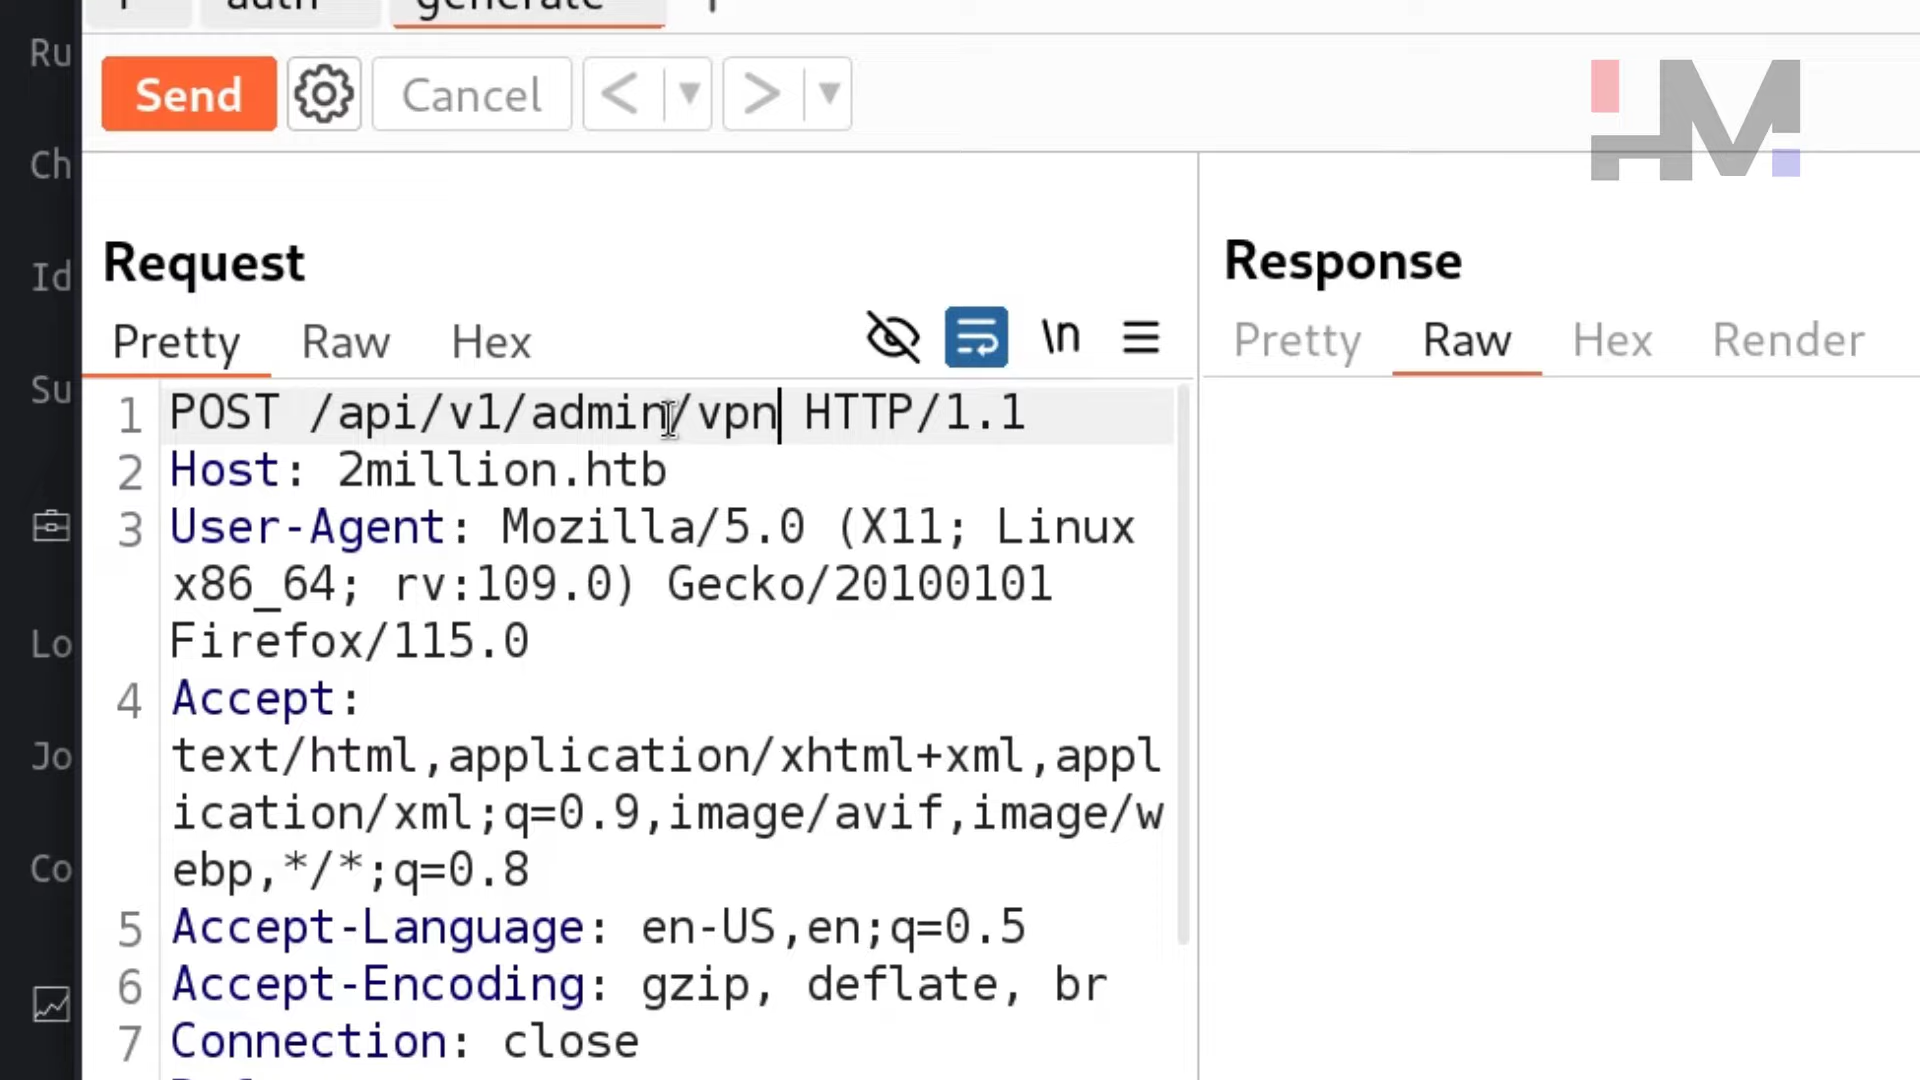 auth
generate
+
Ru
Send
Cancel
<
>
HM
Ch
Request
Response
Id
Pretty
Raw
Hex
\n
Pretty
Raw
Hex
Render
Su
1 POST /api/v1/admin/vpn HTTP/1.1
2 Host: 2million.htb
3 User-Agent: Mozilla/5.0 (X11; Linux
x86_64; rv:109.0) Gecko/20100101
Firefox/115.0
Lo
4 Accept:
Jo
text/html,application/xhtml+xml,appl
ication/xml;q=0.9,image/avif,image/w
Co
ebp,*/*;q=0.8
5 Accept-Language: en-US,en;q=0.5
6 Accept-Encoding: gzip, deflate, br
7 Connection: close